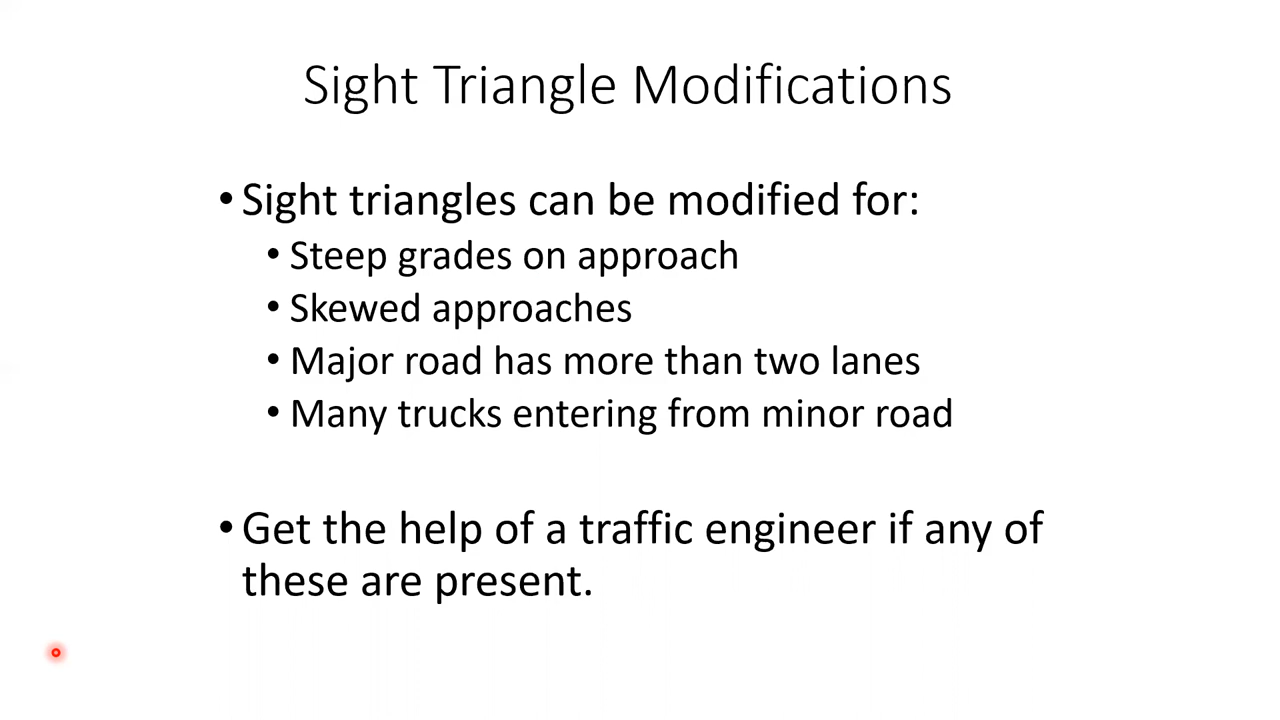 Sight Triangle Modifications
• Sight triangles can be modified for:
• Steep grades on approach
• Skewed approaches
• Major road has more than two lanes
• Many trucks entering from minor road
• Get the help of a traffic engineer if any of
these are present.